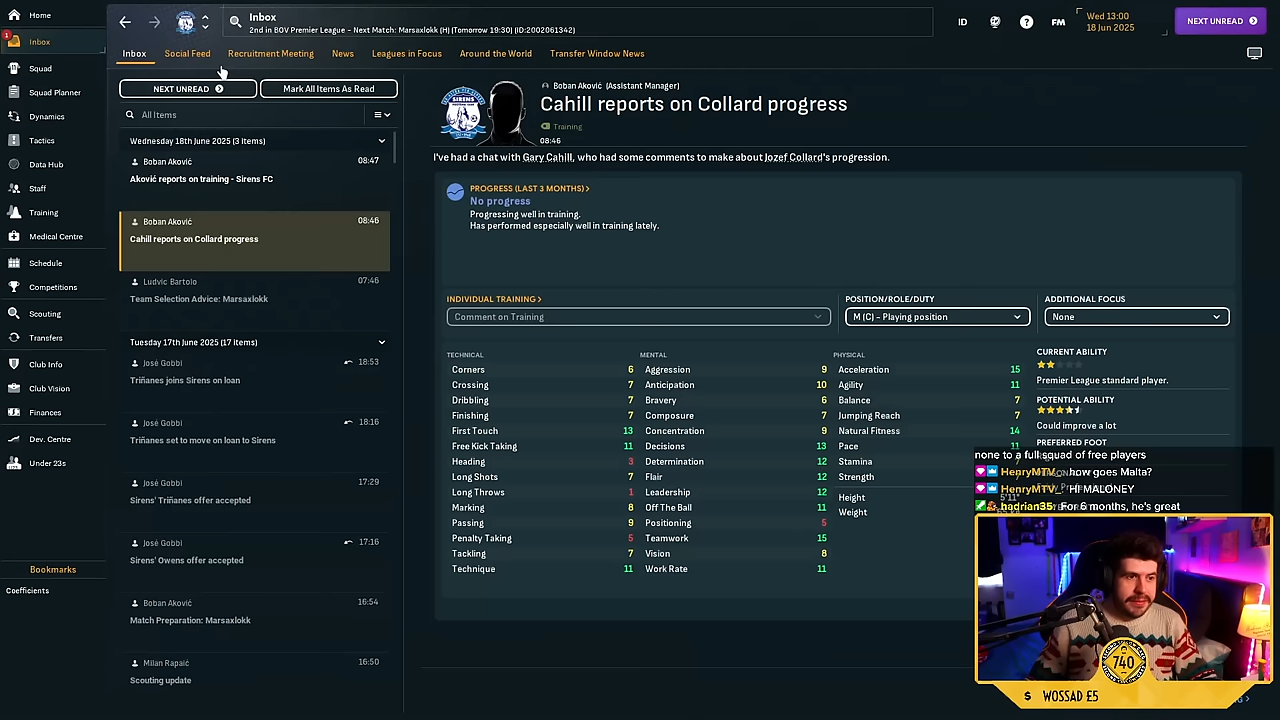 Home
Inbox
2nd in BOV Premier League - Next Match: Marsaxlokk (H) (Tomorrow 19:30) (ID:2002061342)
ID
FM
Wed 13:00
18 Jun 2025
NEXT UNREAD
1
Inbox
Squad
Squad Planner
Dynamics
Tactics
Data Hub
Staff
Training
Medical Centre
Schedule
Competitions
Scouting
Transfers
Club Info
Club Vision
Finances
Dev. Centre
Under 23s
Bookmarks
Coefficients
Inbox Social Feed Recruitment Meeting News Leagues in Focus Around the World Transfer Window News
NEXT UNREAD
Mark All Items As Read
All Items
Wednesday 18th June 2025 (3 items)
Boban Aković 08:47
Aković reports on training - Sirens FC
Boban Aković 08:46
Cahill reports on Collard progress
Ludvic Bartolo 07:46
Team Selection Advice: Marsaxlokk
Tuesday 17th June 2025 (17 items)
José Gobbi 18:53
Triñanes joins Sirens on loan
José Gobbi 18:16
Triñanes set to move on loan to Sirens
José Gobbi 17:29
Sirens' Triñanes offer accepted
José Gobbi 17:16
Sirens' Owens offer accepted
Boban Aković 16:54
Match Preparation: Marsaxlokk
Milan Rapaić 16:50
Scouting update
SIRENS
Boban Aković (Assistant Manager)
Cahill reports on Collard progress
Training
08:46
I've had a chat with Gary Cahill, who had some comments to make about Jozef Collard's progression.
PROGRESS (LAST 3 MONTHS)
No progress
Progressing well in training.
Has performed especially well in training lately.
INDIVIDUAL TRAINING
Comment on Training
POSITION/ROLE/DUTY
M (C) - Playing position
ADDITIONAL FOCUS
None
TECHNICAL
Corners 6
Crossing 7
Dribbling 7
Finishing 7
First Touch 13
Free Kick Taking 11
Heading 3
Long Shots 7
Long Throws 1
Marking 8
Passing 9
Penalty Taking 5
Tackling 7
Technique 11
MENTAL
Aggression 9
Anticipation 10
Bravery 6
Composure 7
Concentration 9
Decisions 13
Determination 12
Flair 12
Leadership 12
Off The Ball 11
Positioning 5
Teamwork 15
Vision 8
Work Rate 11
PHYSICAL
Acceleration 15
Agility 11
Balance 7
Jumping Reach 7
Natural Fitness 14
Pace 11
Stamina
Strength
Height 5'11"
Weight
CURRENT ABILITY
Premier League standard player.
POTENTIAL ABILITY
Could improve a lot
PREFERRED FOOT
none to a full squad of free players
HenryMTV_: how goes Malta?
HenryMTV_: HI MALONEY
hadrian35: For 6 months, he's great
740
$ WOSSAD £5